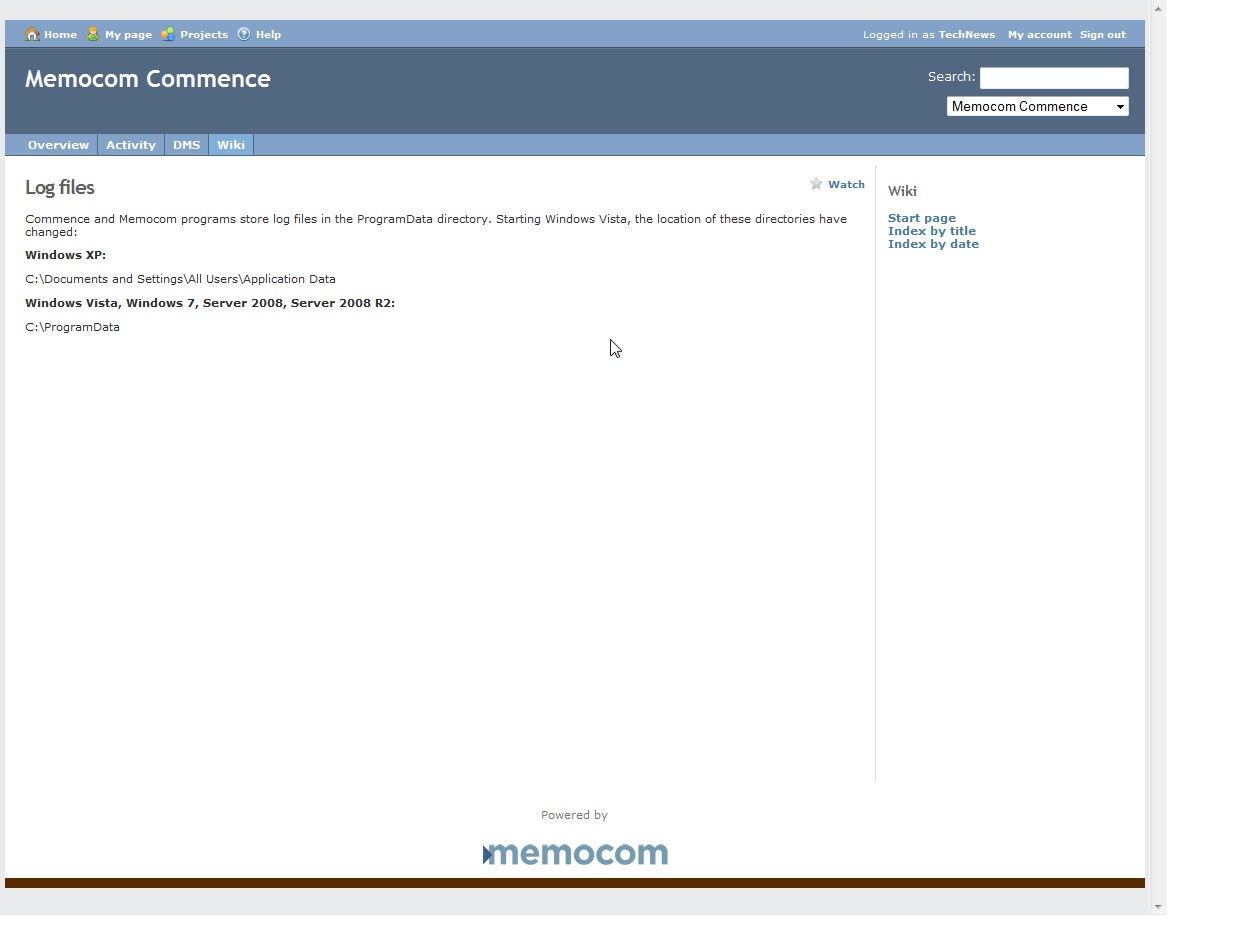 Home My page Projects Help Logged in as TechNews My account Sign out
Memocom Commence
Search:
Memocom Commence
Overview Activity DMS Wiki
Log files
Watch
Commence and Memocom programs store log files in the ProgramData directory. Starting Windows Vista, the location of these directories have
changed:
Windows XP:
C:\Documents and Settings\All Users\Application Data
Windows Vista, Windows 7, Server 2008, Server 2008 R2:
C:\ProgramData
Wiki
Start page
Index by title
Index by date
Powered by
memocom